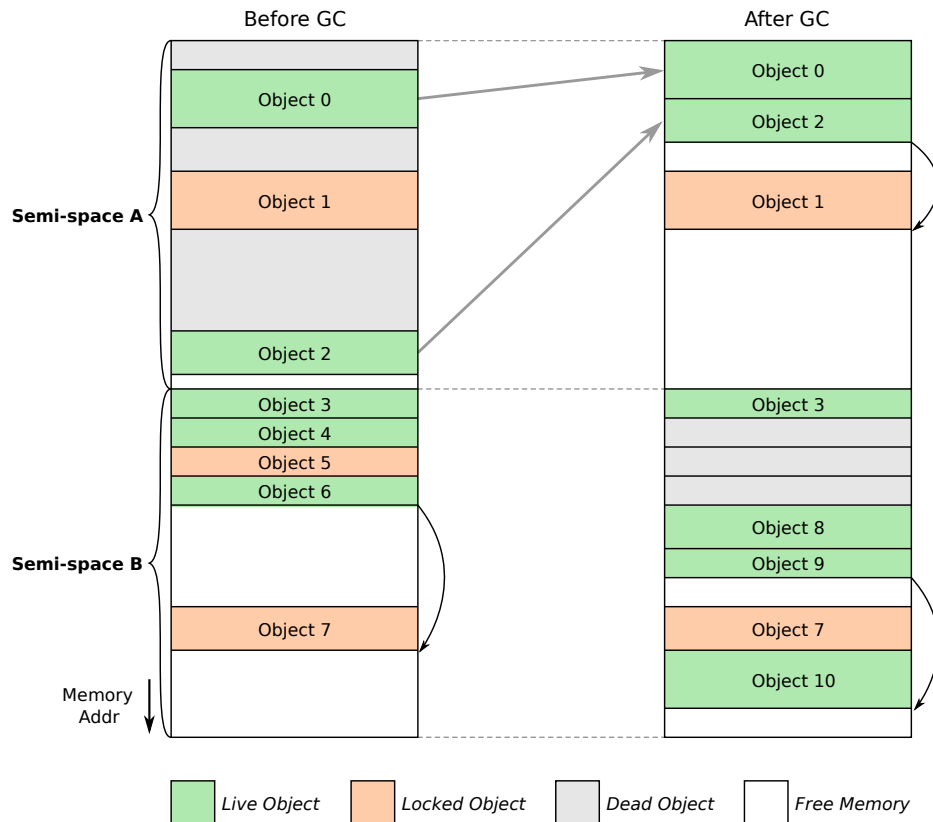 Before GC
After GC
Object 0
Object 1
Object 2
Object 3
Object 4
Object 5
Object 6
Object 7
Semi-space A
Semi-space B
Memory
Addr
Object 0
Object 2
Object 1
Object 3
Object 8
Object 9
Object 7
Object 10
Live Object
Locked Object
Dead Object
Free Memory